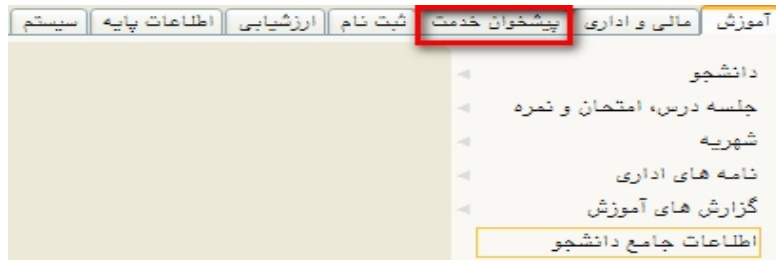 آموزش مالی و اداری پیشخوان خدمت ثبت نام ارزشیابی اطلاعات پایه سیستم
دانشجو
جلسه درس، امتحان و نمره
شهریه
نامه های اداری
گزارش های آموزش
اطلاعات جامع دانشجو